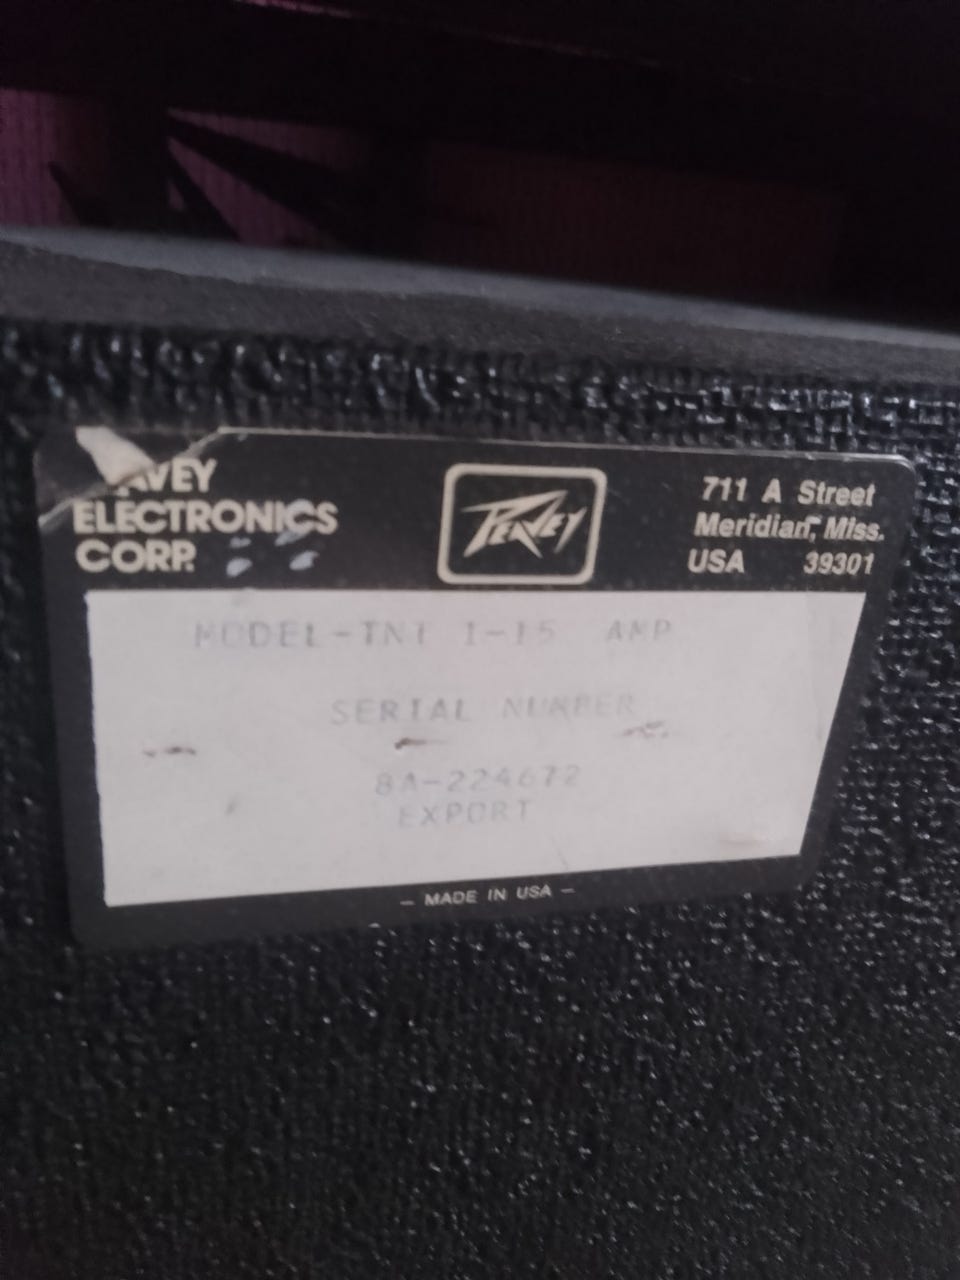 AVEY
ELECTRONICS
CORP.
PEAVEY
711 A Street
Meridian, Miss.
USA 39301
MODEL-TNT 1-15 AMP
SERIAL NUMBER
8A-224672
EXPORT
– MADE IN USA –